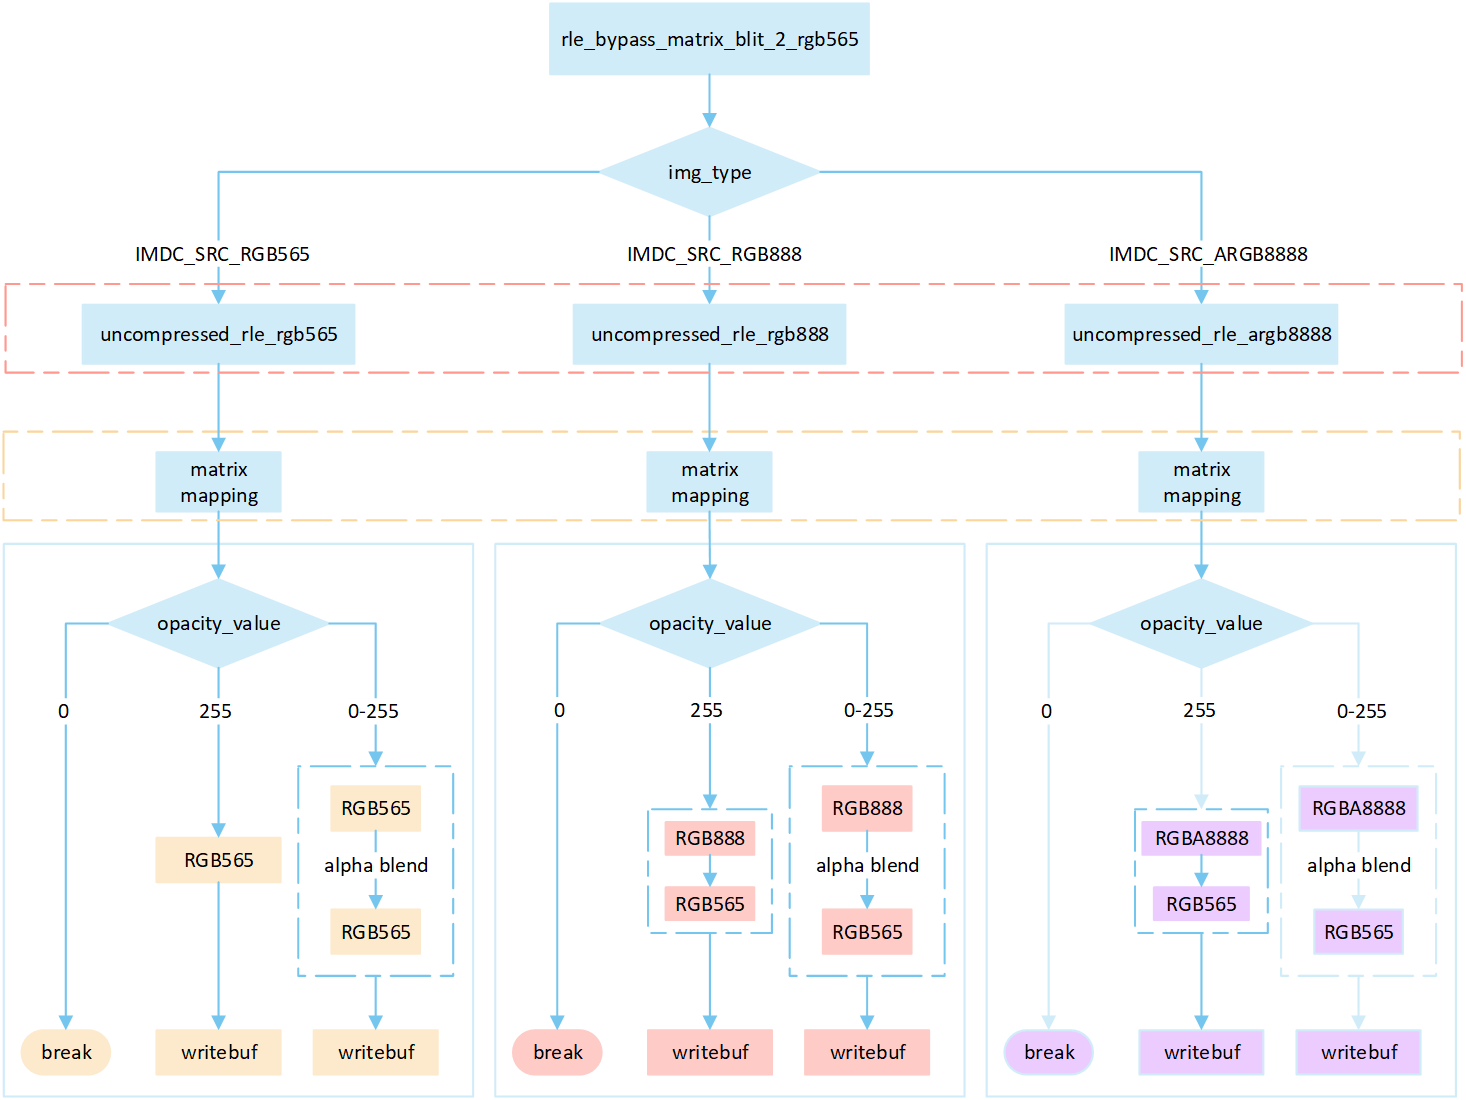 rle_bypass_matrix_blit_2_rgb565
img_type
IMDC_SRC_RGB565
IMDC_SRC_RGB888
IMDC_SRC_ARGB8888
uncompressed_rle_rgb565
uncompressed_rle_rgb888
uncompressed_rle_argb8888
matrix
mapping
matrix
mapping
matrix
mapping
opacity_value
0
255
0-255
RGB565
RGB565
alpha blend
RGB565
break
writebuf
writebuf
opacity_value
0
255
0-255
RGB888
RGB565
RGB888
alpha blend
RGB565
break
writebuf
writebuf
opacity_value
0
255
0-255
RGBA8888
RGB565
RGBA8888
alpha blend
RGB565
break
writebuf
writebuf